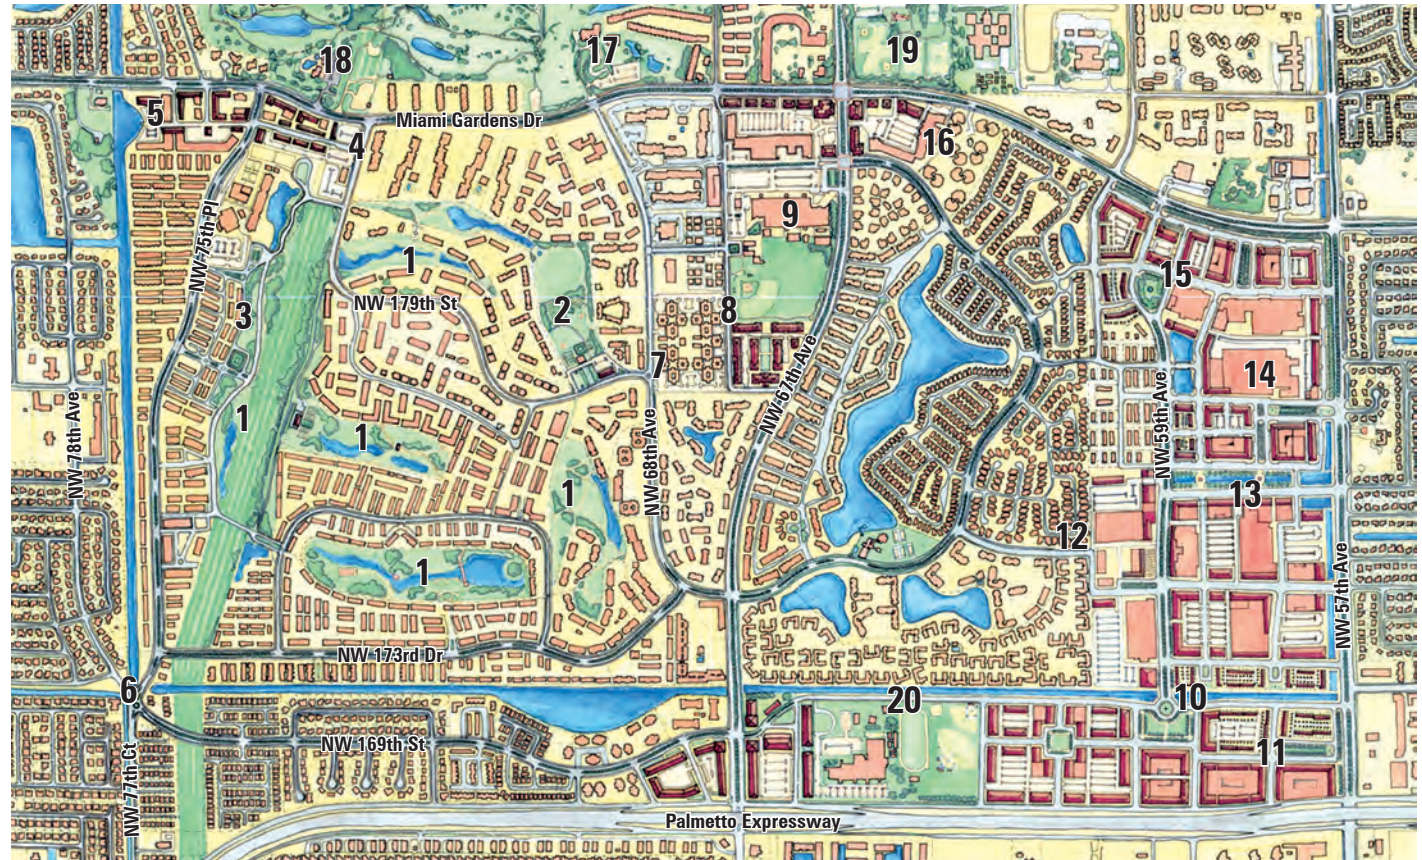 18
17
19
5
Miami Gardens Dr
4
16
NW 75th Pl
9
1
15
3
NW 179th St
2
8
7
14
NW 67th Ave
1
NW 78th Ave
1
NW 68th Ave
NW 59th Ave
1
13
12
1
NW 57th Ave
NW 173rd Dr
6
20
10
NW 169th St
11
NW 77th Ct
Palmetto Expressway